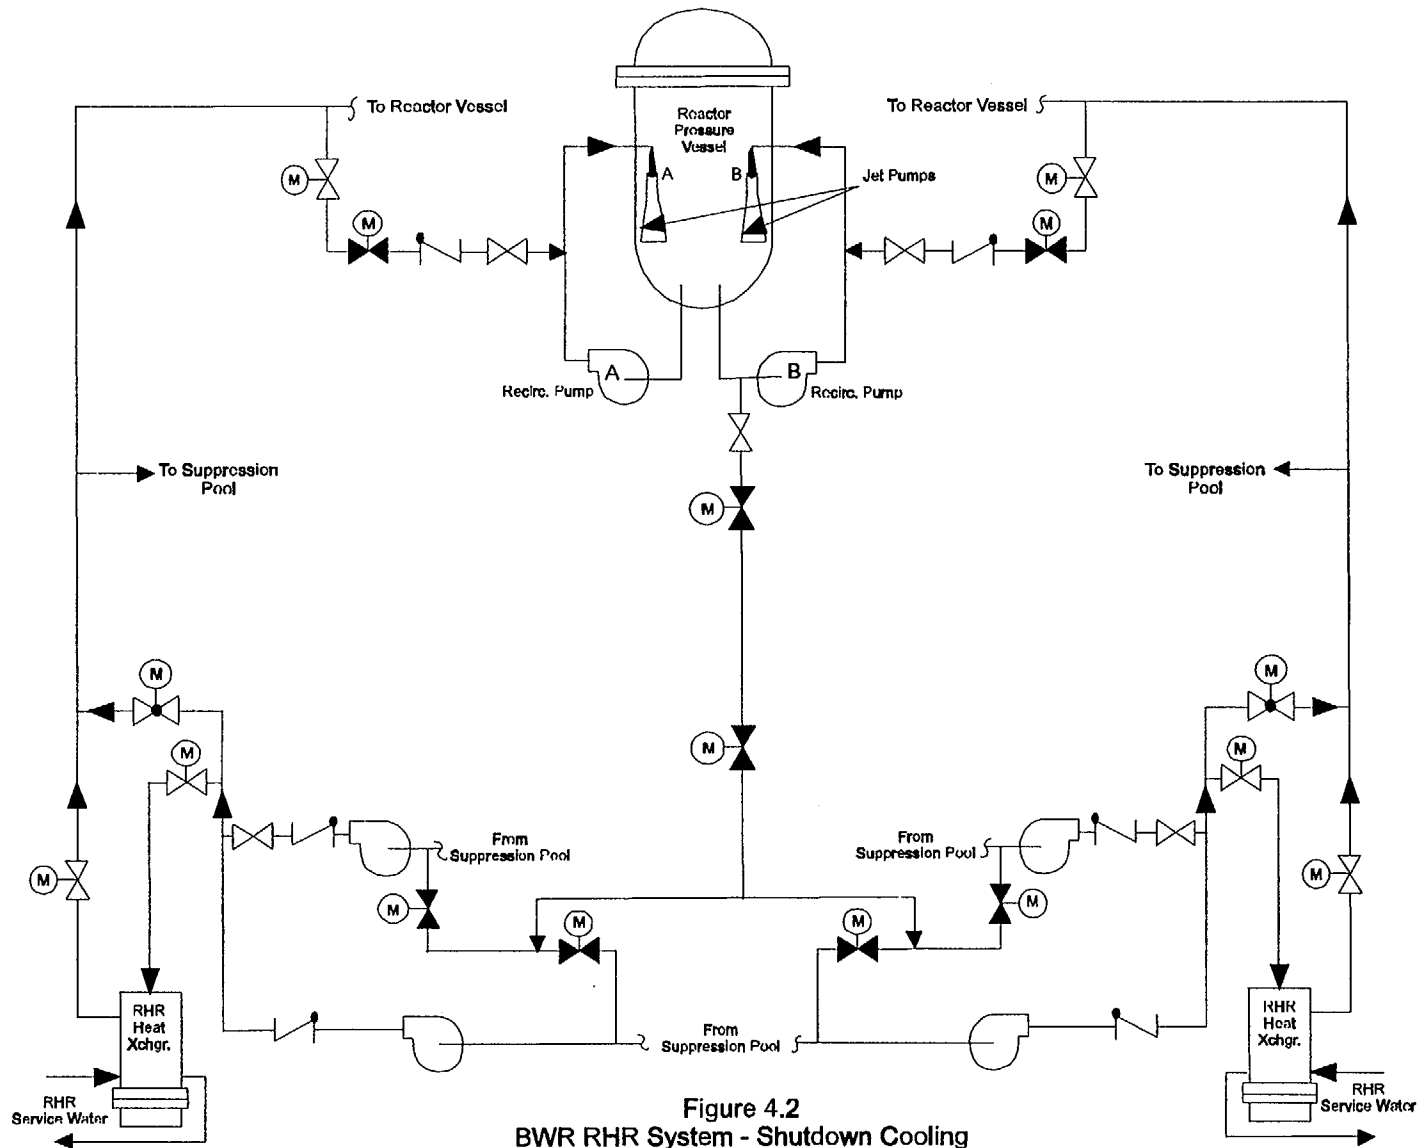 To Reactor Vessel
To Reactor Vessel
Reactor
Pressure
Vessel
A
B
Jet Pumps
M
M
M
M
A
B
Recirc. Pump
Recirc. Pump
To Suppression
Pool
To Suppression
Pool
M
M
M
M
M
M
M
From
Suppression Pool
From
Suppression Pool
M
M
M
M
M
M
RHR
Heat
Xchgr.
RHR
Heat
Xchgr.
From
Suppression Pool
RHR
Service Water
RHR
Service Water
Figure 4.2
BWR RHR System - Shutdown Cooling